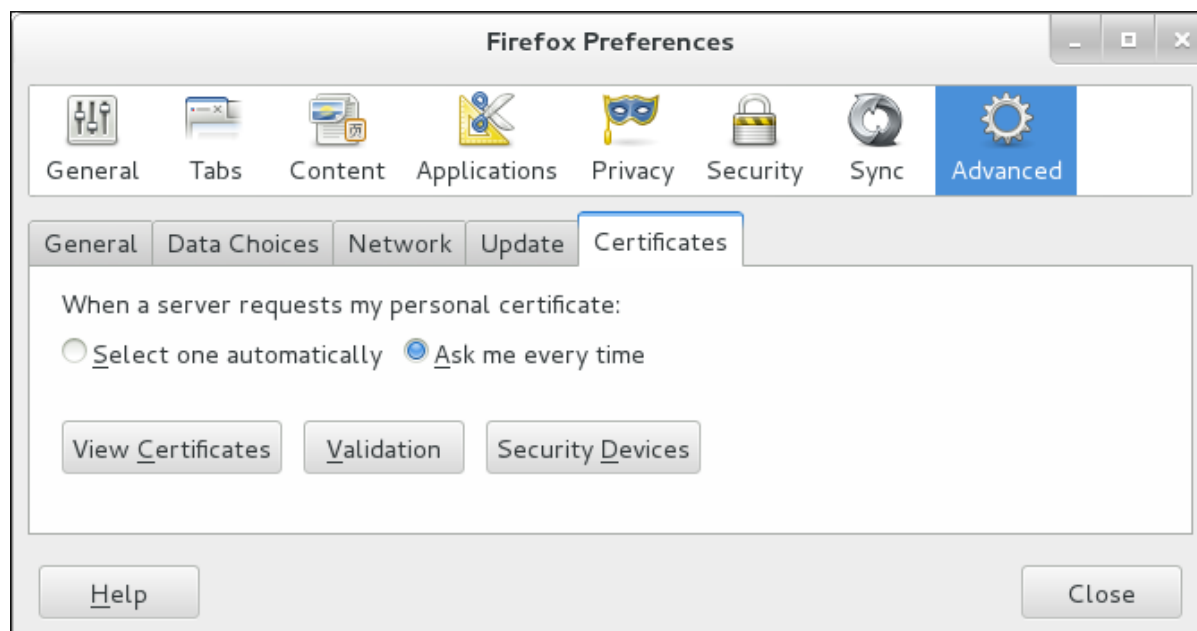 Firefox Preferences
General Tabs Content Applications Privacy Security Sync Advanced
General Data Choices Network Update Certificates
When a server requests my personal certificate:
Select one automatically Ask me every time
View Certificates Validation Security Devices
Help Close